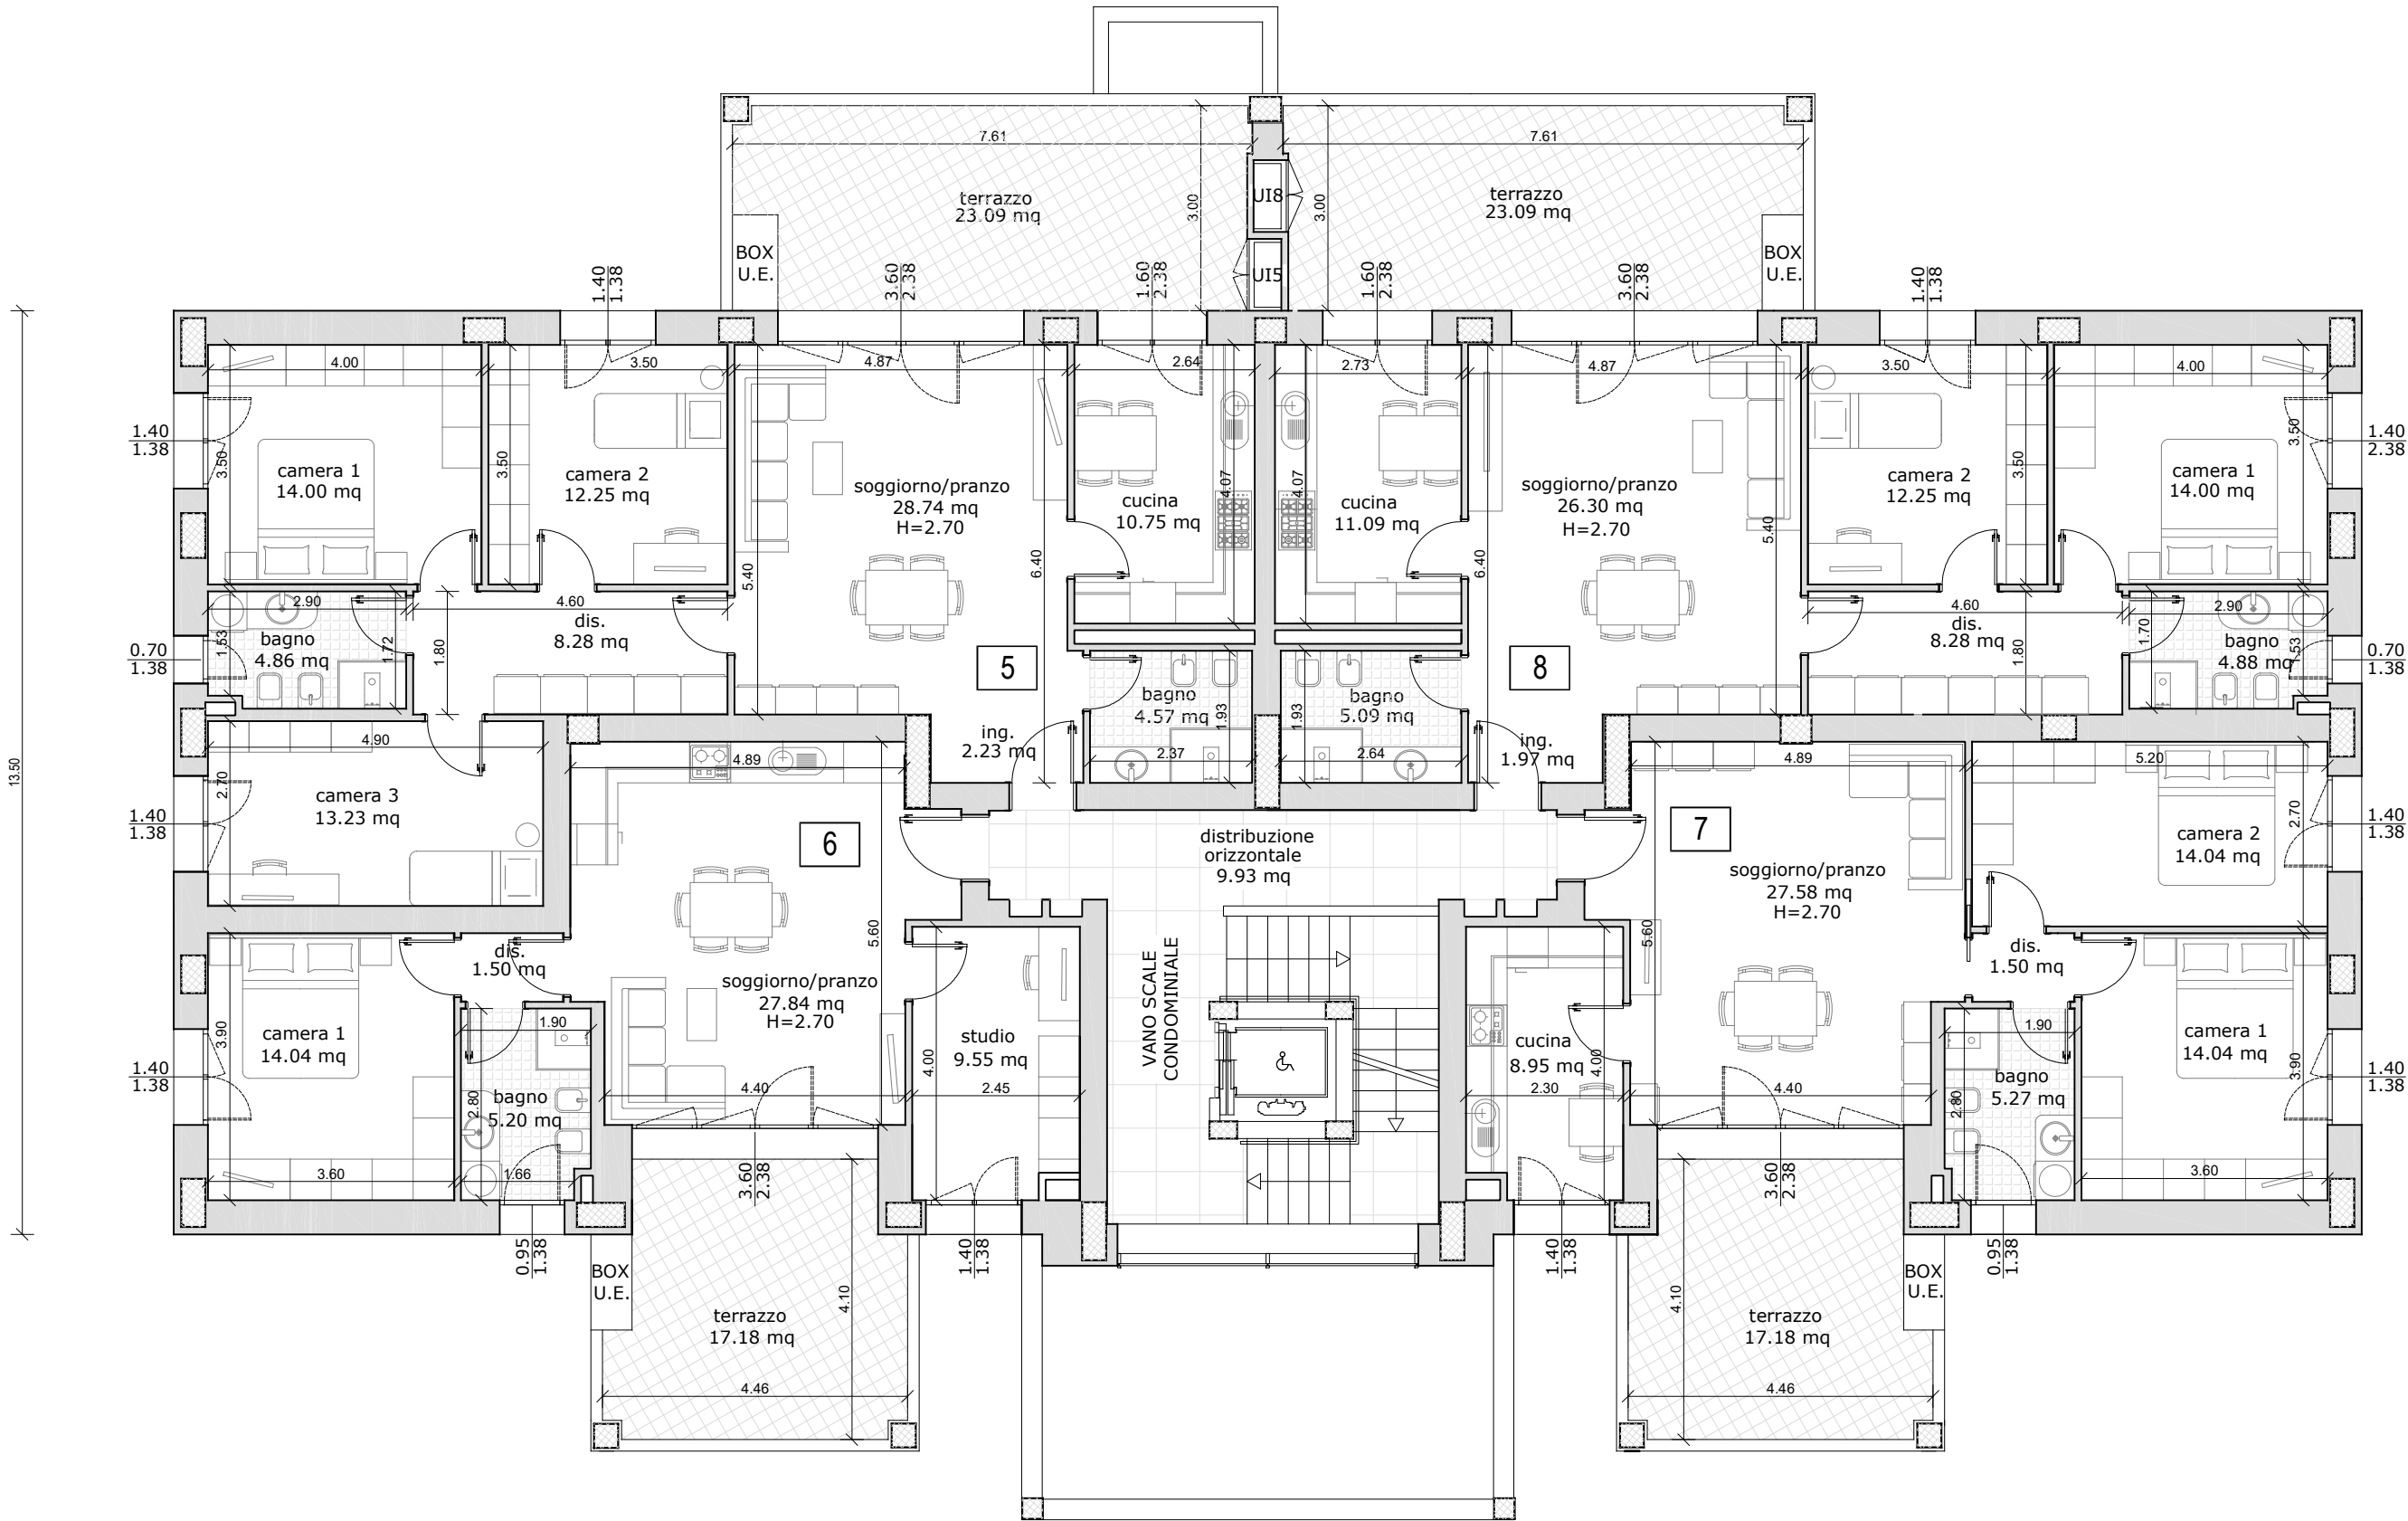 7.61
7.61
terrazzo
23.09 mq
3.00
3.00
terrazzo
23.09 mq
UI8
UI5
BOX
U.E.
BOX
U.E.
1.40
1.38
3.60
2.38
1.60
2.38
1.60
2.38
3.60
2.38
1.40
1.38
4.00
3.50
4.87
2.64
2.73
4.87
3.50
4.00
1.40
1.38
3.50
camera 1
14.00 mq
3.50
camera 2
12.25 mq
soggiorno/pranzo
28.74 mq
H=2.70
5.40
6.40
cucina
10.75 mq
4.07
4.07
cucina
11.09 mq
6.40
soggiorno/pranzo
26.30 mq
H=2.70
5.40
camera 2
12.25 mq
3.50
camera 1
14.00 mq
3.50
1.40
2.38
0.70
1.38
2.90
1.53
bagno
4.86 mq
1.72
1.80
4.60
dis.
8.28 mq
5
8
4.60
dis.
8.28 mq
1.80
1.70
2.90
bagno
4.88 mq
1.53
0.70
1.38
ing.
2.23 mq
bagno
4.57 mq
1.93
2.37
1.93
bagno
5.09 mq
2.64
ing.
1.97 mq
13.50
4.90
2.70
camera 3
13.23 mq
1.40
1.38
4.89
6
distribuzione
orizzontale
9.93 mq
7
4.89
5.20
soggiorno/pranzo
27.58 mq
H=2.70
camera 2
14.04 mq
2.70
1.40
1.38
dis.
1.50 mq
soggiorno/pranzo
27.84 mq
H=2.70
5.60
5.60
dis.
1.50 mq
camera 1
14.04 mq
3.90
1.40
1.38
1.90
bagno
5.20 mq
2.80
1.66
3.60
4.40
studio
9.55 mq
4.00
2.45
VANO SCALE
CONDOMINIALE
cucina
8.95 mq
4.00
2.30
4.40
1.90
bagno
5.27 mq
2.80
camera 1
14.04 mq
3.90
3.60
1.40
1.38
0.95
1.38
3.60
2.38
1.40
1.38
1.40
1.38
3.60
2.38
0.95
1.38
BOX
U.E.
4.10
terrazzo
17.18 mq
4.46
4.10
terrazzo
17.18 mq
4.46
BOX
U.E.